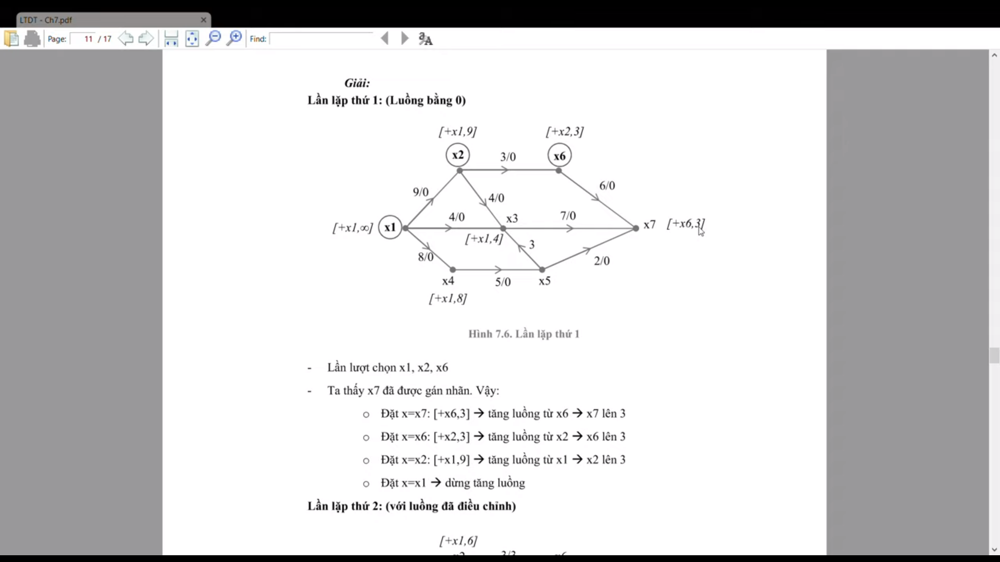 LTDT - Ch7.pdf
Page: 11 / 17 Find:
Giải:
Lần lặp thứ 1: (Luồng bằng 0)
[+x1,9] [+x2,3]
x2 3/0 x6
9/0 4/0 6/0
[+x1,∞] x1 4/0 x3 7/0 x7 [+x6,3]
[+x1,4] 3
8/0 2/0
x4 5/0 x5
[+x1,8]
Hình 7.6. Lần lặp thứ 1
- Lần lượt chọn x1, x2, x6
- Ta thấy x7 đã được gán nhãn. Vậy:
o Đặt x=x7: [+x6,3] → tăng luồng từ x6 → x7 lên 3
o Đặt x=x6: [+x2,3] → tăng luồng từ x2 → x6 lên 3
o Đặt x=x2: [+x1,9] → tăng luồng từ x1 → x2 lên 3
o Đặt x=x1 → dừng tăng luồng
Lần lặp thứ 2: (với luồng đã điều chỉnh)
[+x1,6]